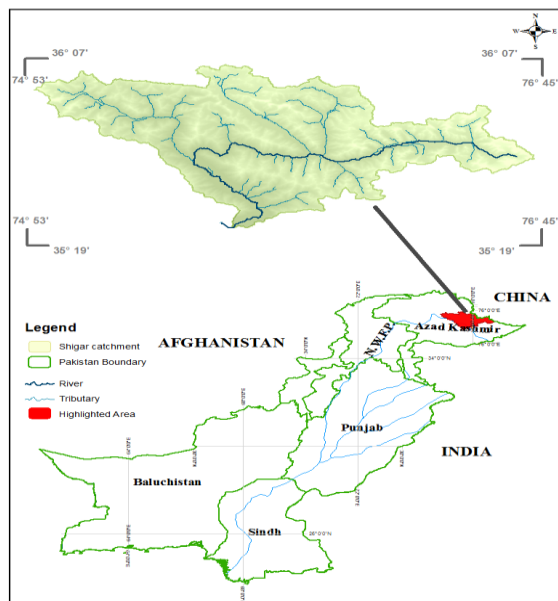 N
W E
S
36 07' 36 07'
74 53' 76 45'
74 53' 76 45'
35 19' 35 19'
CHINA
Azad Kashmir
N.W.F.P.
AFGHANISTAN
Legend
Shigar catchment
Pakistan Boundary
River
Tributary
Highlighted Area
Punjab
INDIA
Baluchistan
Sindh